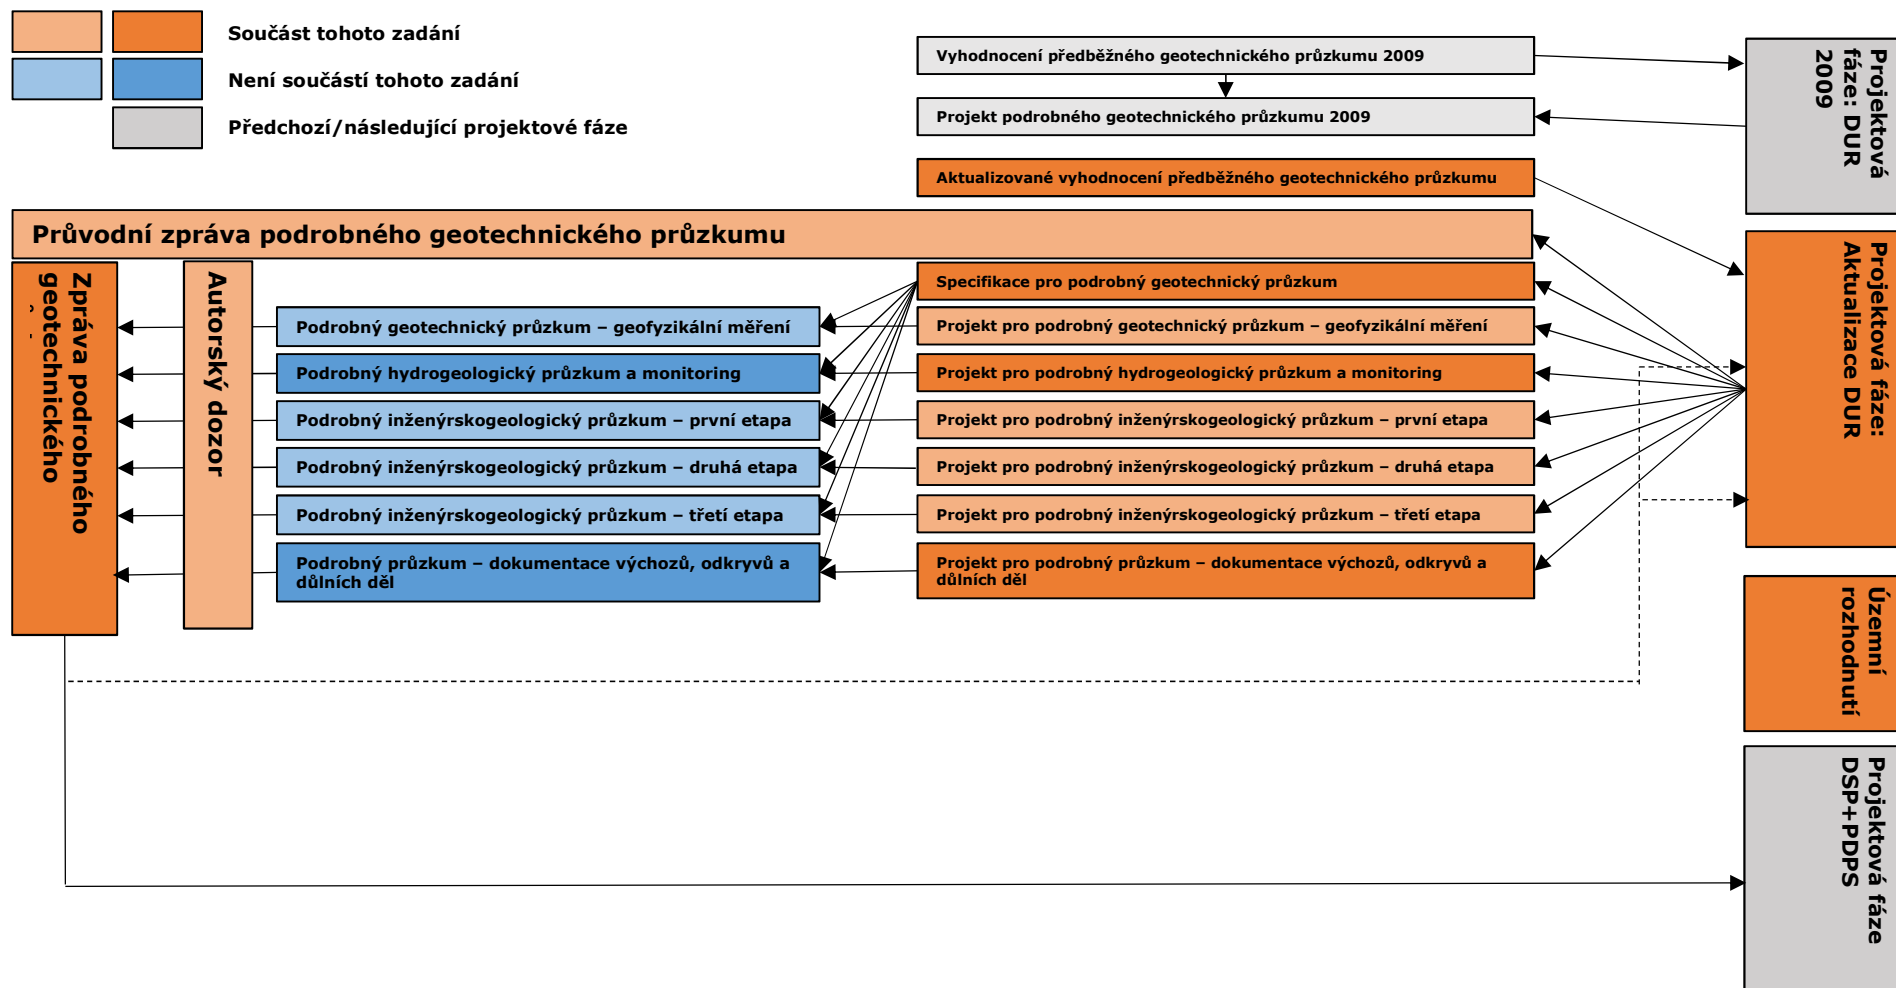 Součást tohoto zadání
Není součástí tohoto zadání
Předchozí/následující projektové fáze
Vyhodnocení předběžného geotechnického průzkumu 2009
Projekt podrobného geotechnického průzkumu 2009
Aktualizované vyhodnocení předběžného geotechnického průzkumu
Projektová
fáze: DUR
2009
Průvodní zpráva podrobného geotechnického průzkumu
Zpráva podrobného
geotechnického
Autorský dozor
Podrobný geotechnický průzkum – geofyzikální měření
Podrobný hydrogeologický průzkum a monitoring
Podrobný inženýrskogeologický průzkum – první etapa
Podrobný inženýrskogeologický průzkum – druhá etapa
Podrobný inženýrskogeologický průzkum – třetí etapa
Podrobný průzkum – dokumentace výchozů, odkryvů a
důlních děl
Specifikace pro podrobný geotechnický průzkum
Projekt pro podrobný geotechnický průzkum – geofyzikální měření
Projekt pro podrobný hydrogeologický průzkum a monitoring
Projekt pro podrobný inženýrskogeologický průzkum – první etapa
Projekt pro podrobný inženýrskogeologický průzkum – druhá etapa
Projekt pro podrobný inženýrskogeologický průzkum – třetí etapa
Projekt pro podrobný průzkum – dokumentace výchozů, odkryvů a
důlních děl
Projektová fáze:
Aktualizace DUR
Územní
rozhodnutí
Projektová fáze
DSP+PDPS